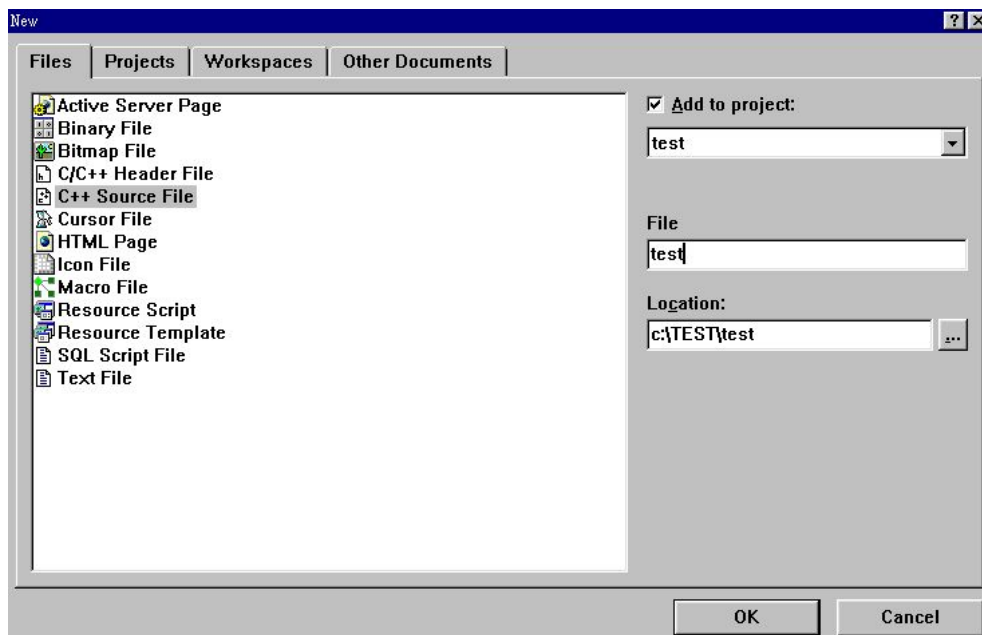 New
Files Projects Workspaces Other Documents
Active Server Page
Binary File
Bitmap File
C/C++ Header File
C++ Source File
Cursor File
HTML Page
Icon File
Macro File
Resource Script
Resource Template
SQL Script File
Text File
Add to project:
test
File
test
Location:
c:\TEST\test
...
OK Cancel